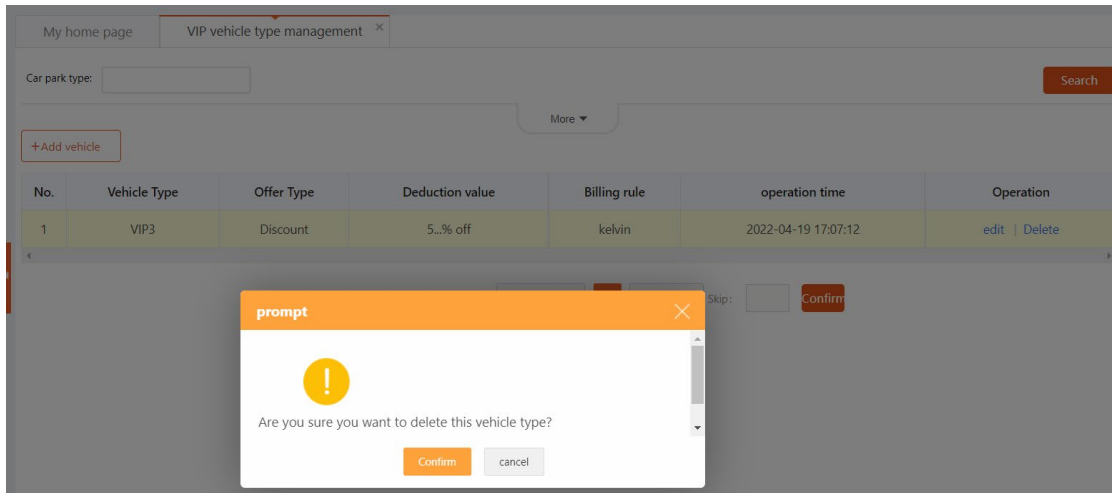 My home page
VIP vehicle type management ×
Car park type:
Search
More ▼
+Add vehicle
No. Vehicle Type Offer Type Deduction value Billing rule operation time Operation
1 VIP3 Discount 5...% off kelvin 2022-04-19 17:07:12 edit | Delete
Skip: Confirm
prompt
!
Are you sure you want to delete this vehicle type?
Confirm cancel